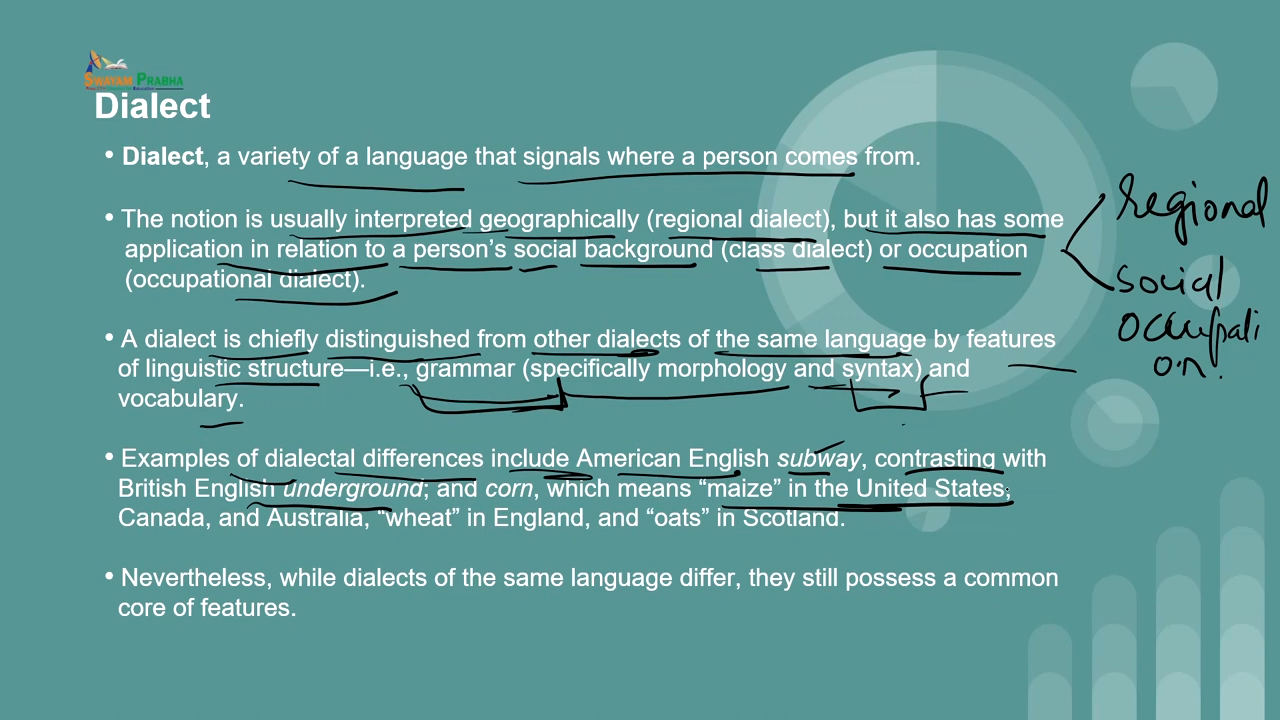 SWAYAM PRABHA
Dialect
• Dialect, a variety of a language that signals where a person comes from.
• The notion is usually interpreted geographically (regional dialect), but it also has some
application in relation to a person's social background (class dialect) or occupation
(occupational dialect).
• A dialect is chiefly distinguished from other dialects of the same language by features
of linguistic structure—i.e., grammar (specifically morphology and syntax) and
vocabulary.
• Examples of dialectal differences include American English subway, contrasting with
British English underground; and corn, which means “maize” in the United States,
Canada, and Australia, “wheat” in England, and “oats” in Scotland.
• Nevertheless, while dialects of the same language differ, they still possess a common
core of features.
regional
social
occupati
on.